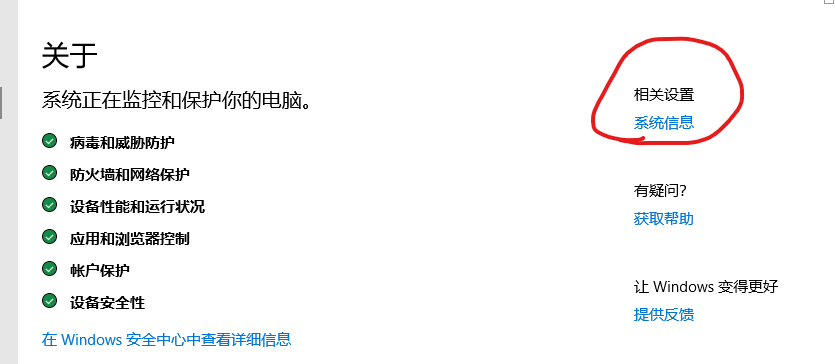 关于
系统正在监控和保护你的电脑。
病毒和威胁防护
防火墙和网络保护
设备性能和运行状况
应用和浏览器控制
帐户保护
设备安全性
在 Windows 安全中心中查看详细信息
相关设置
系统信息
有疑问?
获取帮助
让 Windows 变得更好
提供反馈